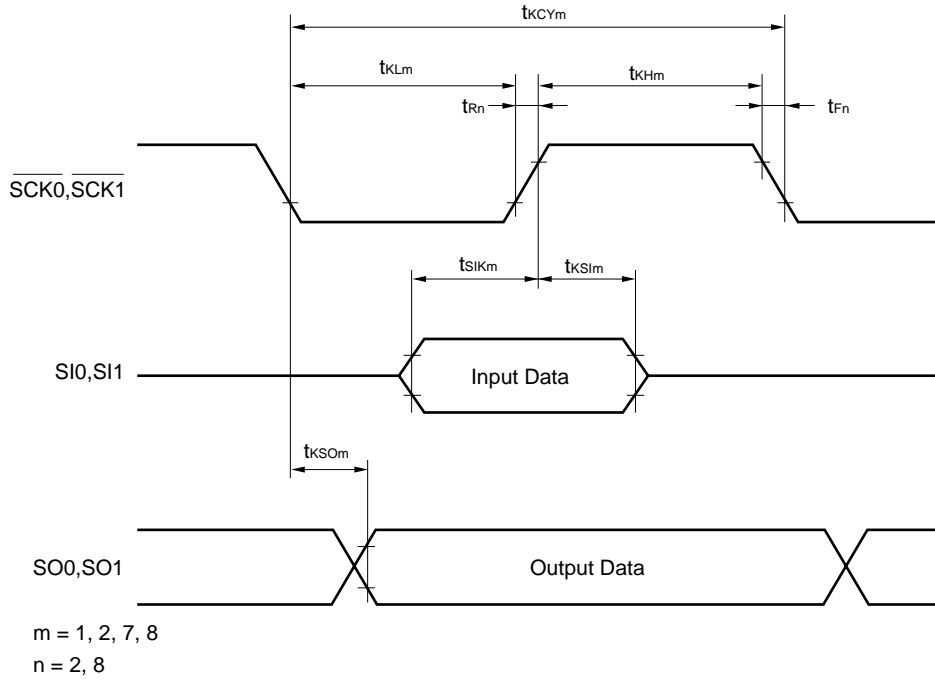 tKCYm
tKLm
tKHm
tRn
tFn
SCK0,SCK1
tSIKm
tKSIm
SI0,SI1
Input Data
tKSOm
SO0,SO1
Output Data
m = 1, 2, 7, 8
n = 2, 8